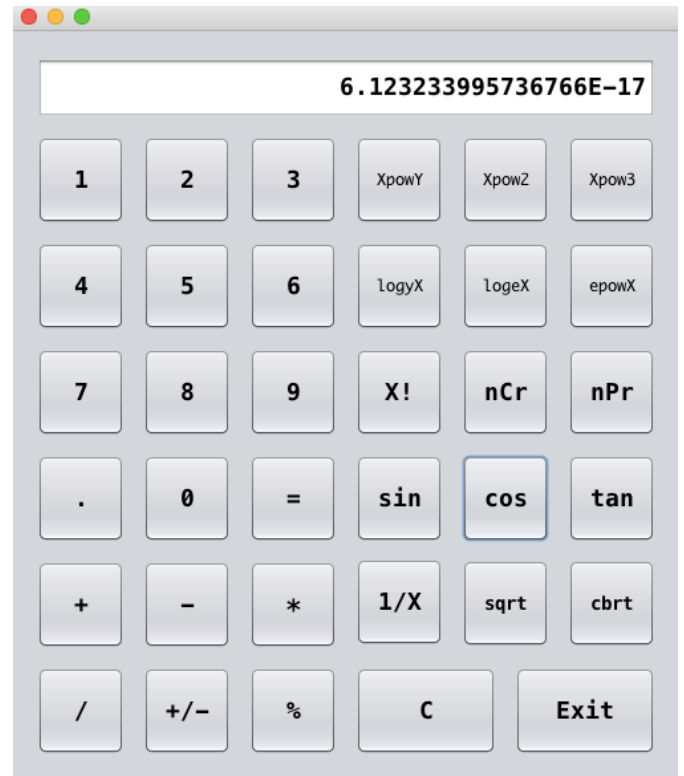 6.123233995736766E–17
1 2 3 XpowY Xpow2 Xpow3
4 5 6 logyX logeX epowX
7 8 9 X! nCr nPr
. 0 = sin cos tan
+ – * 1/X sqrt cbrt
/ +/– % C Exit